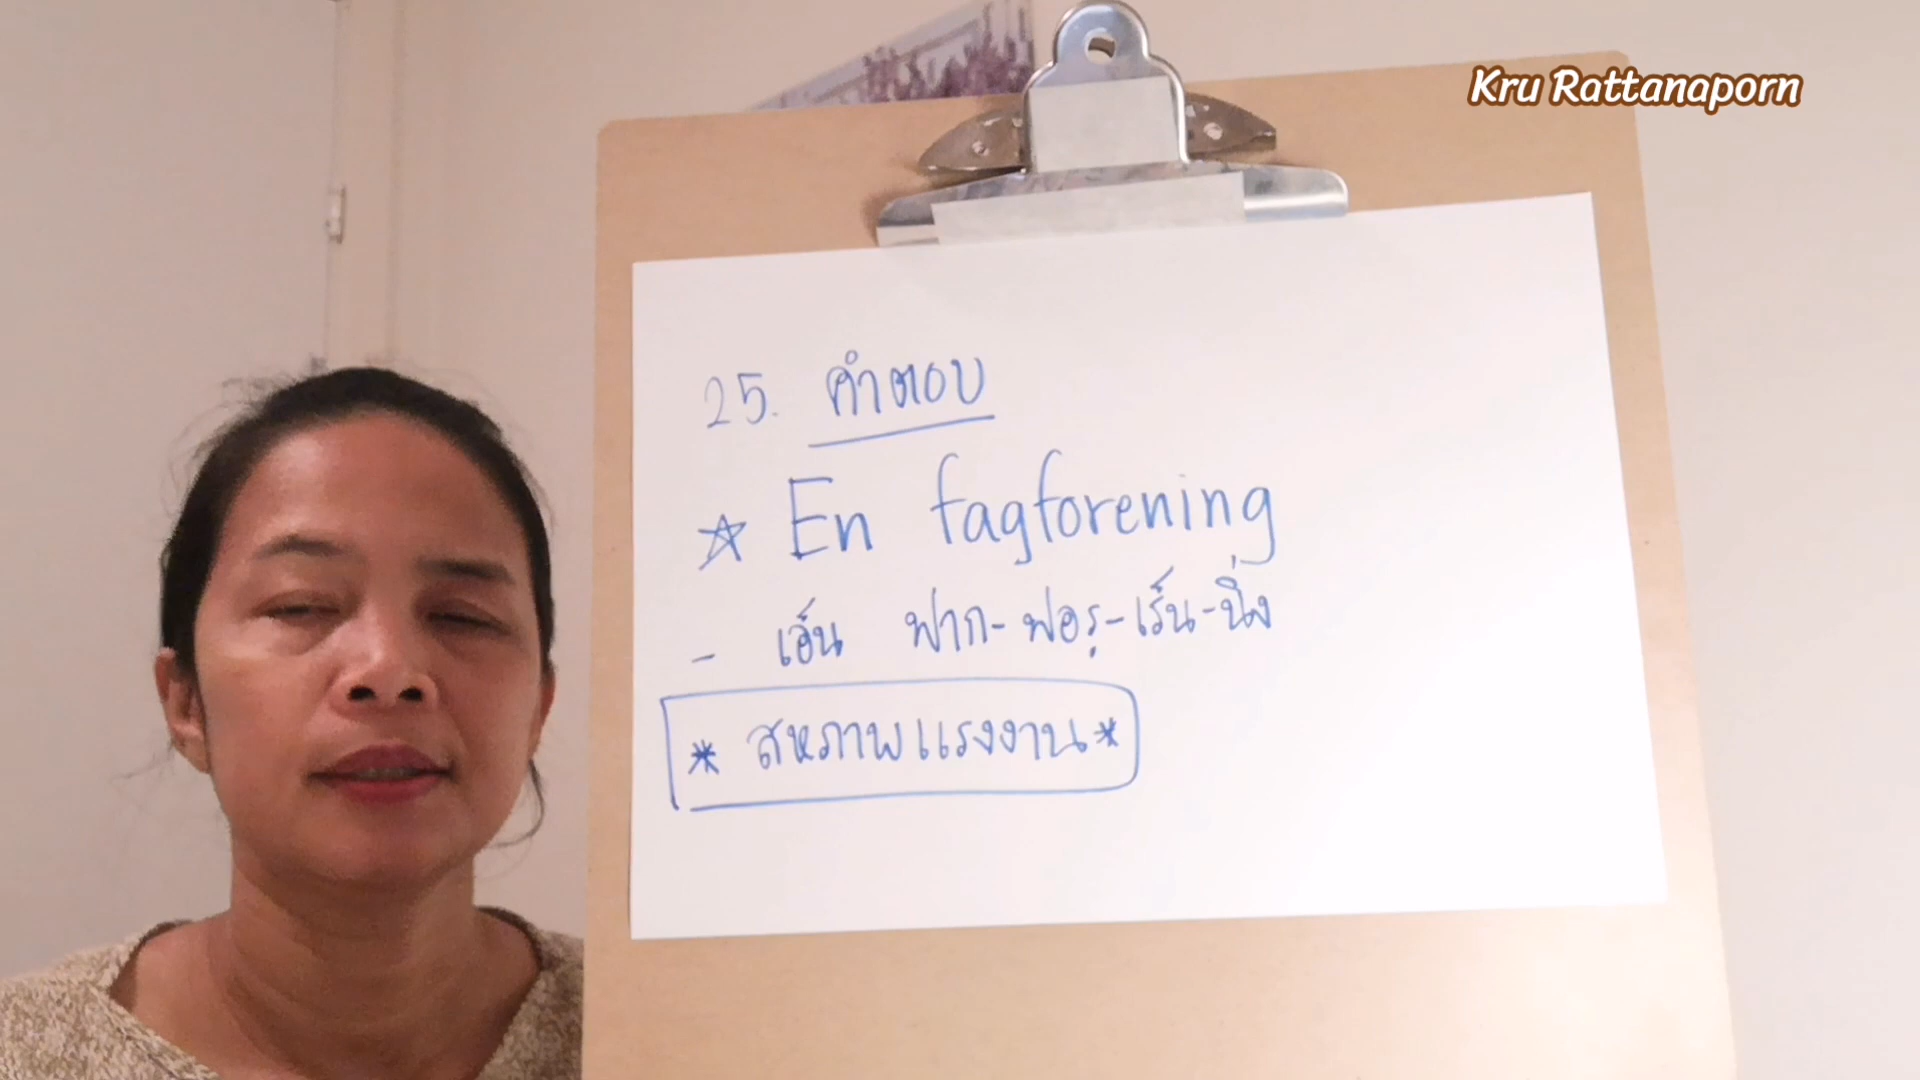 Kru Rattanaporn
25. คำตอบ
☆ En fagforening
- เอ็น ฟาก-ฟอรฺ-เร็น-นิ่ง
* สหภาพแรงงาน *